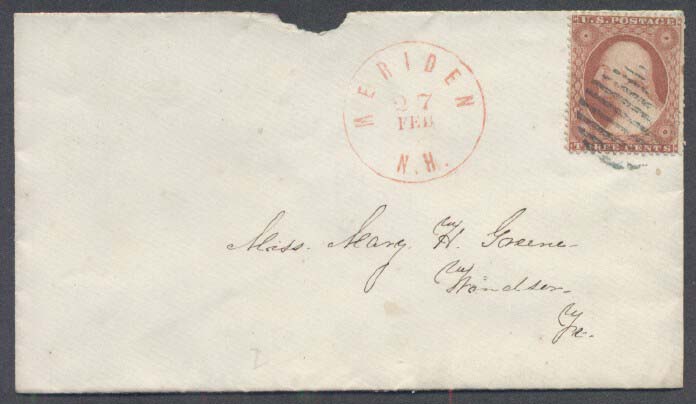 U.S. POSTAGE
THREE CENTS
MERIDEN
27
FEB
N.H.
Miss. Mary. H. Greene
Windsor.
Vt.